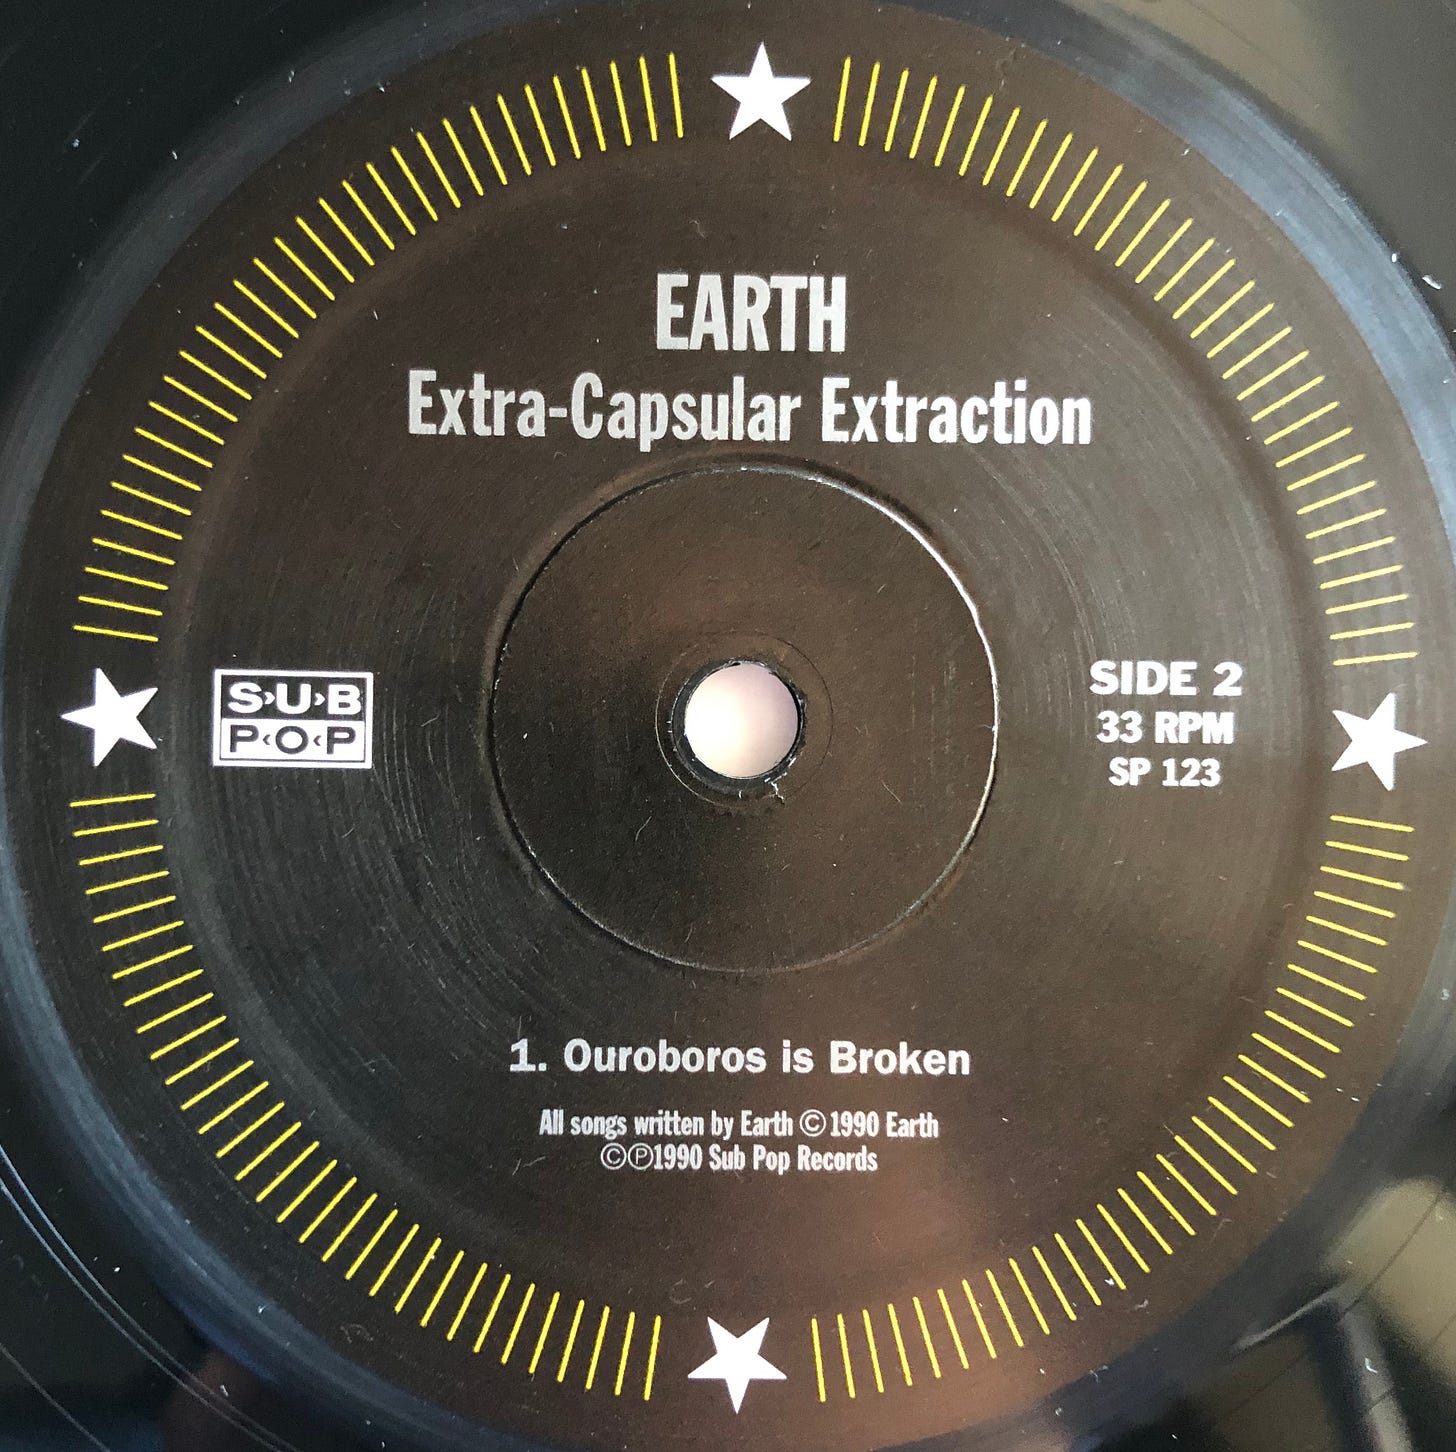 EARTH
Extra-Capsular Extraction
S›U›B
P‹O‹P
SIDE 2
33 RPM
SP 123
1. Ouroboros is Broken
All songs written by Earth ©1990 Earth
©℗1990 Sub Pop Records